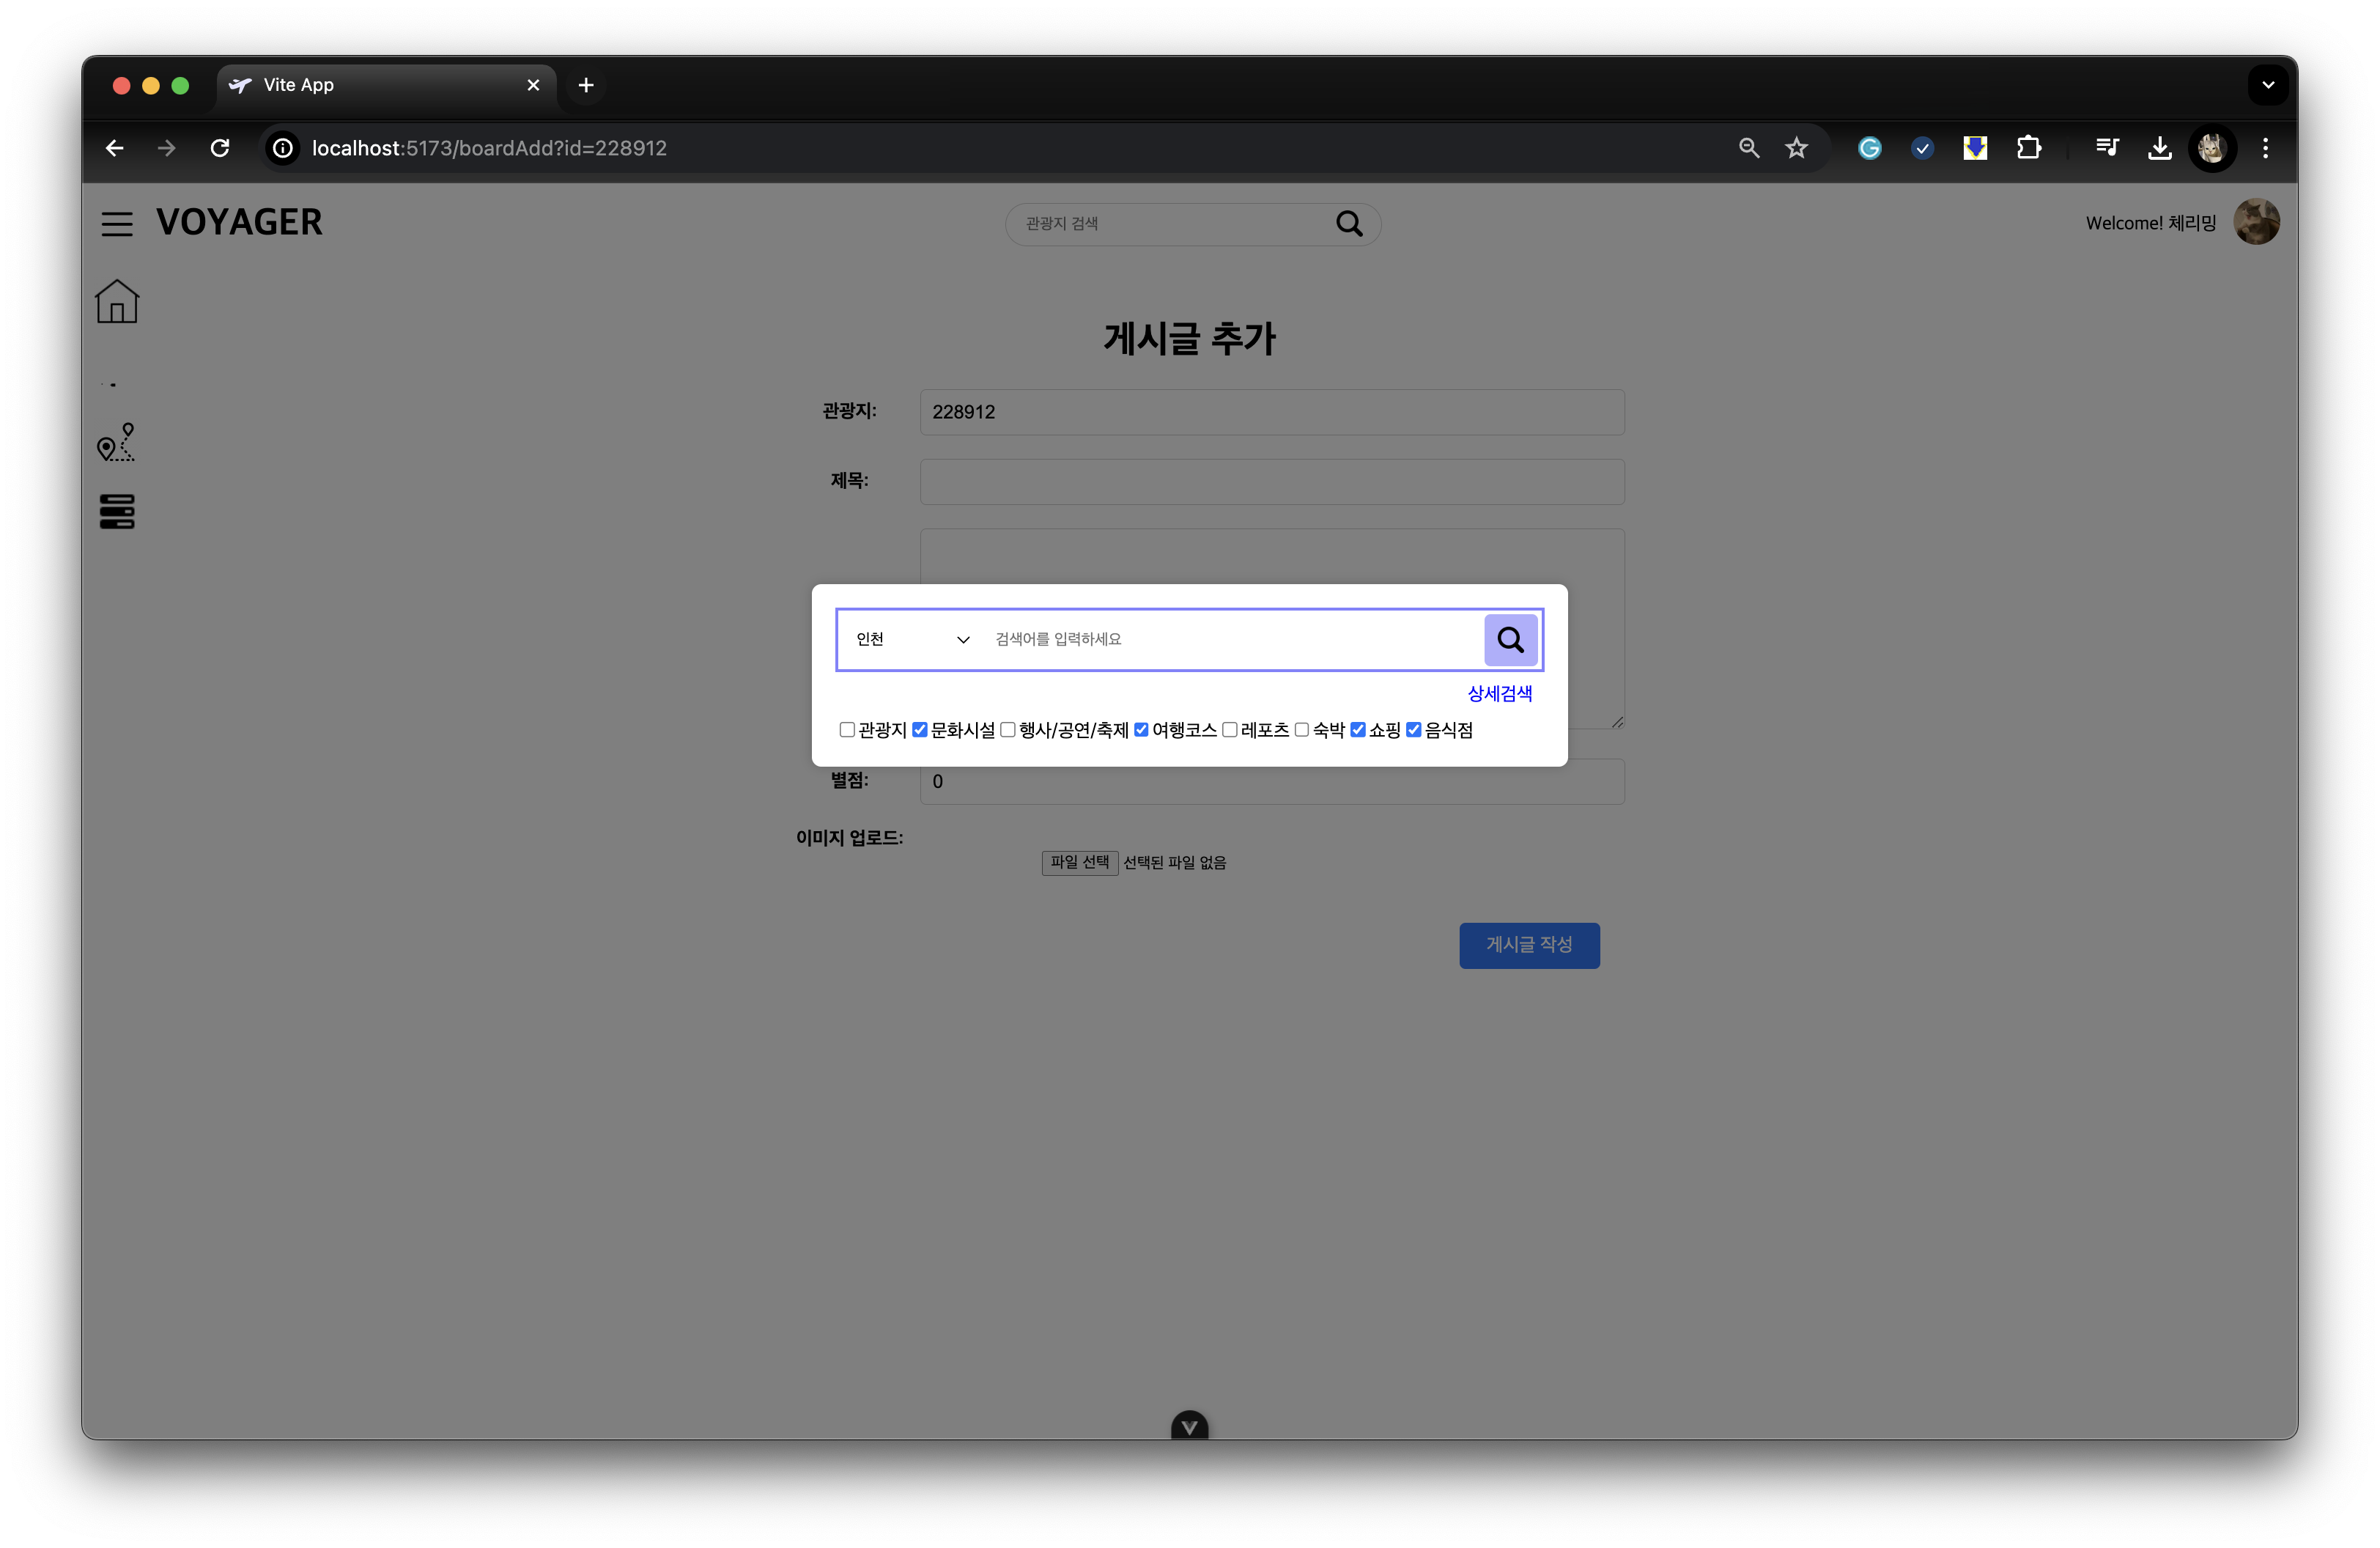 Vite App
localhost:5173/boardAdd?id=228912
VOYAGER
관광지 검색
Welcome! 체리밍
게시글 추가
관광지:
228912
제목:
인천
검색어를 입력하세요
상세검색
관광지 문화시설 행사/공연/축제 여행코스 레포츠 숙박 쇼핑 음식점
별점:
0
이미지 업로드:
파일 선택 선택된 파일 없음
게시글 작성